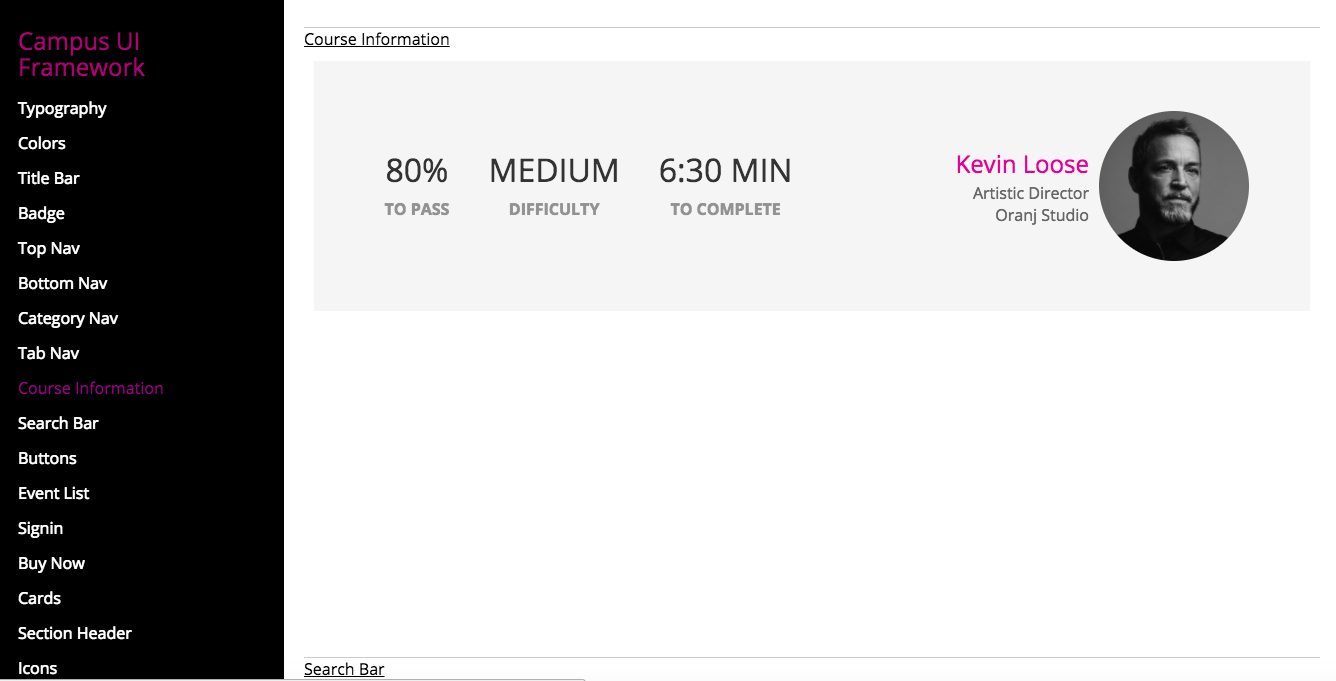 Campus UI
Framework
Typography
Colors
Title Bar
Badge
Top Nav
Bottom Nav
Category Nav
Tab Nav
Course Information
Search Bar
Buttons
Event List
Signin
Buy Now
Cards
Section Header
Icons
Course Information
80% MEDIUM 6:30 MIN
TO PASS DIFFICULTY TO COMPLETE
Kevin Loose
Artistic Director
Oranj Studio
Search Bar